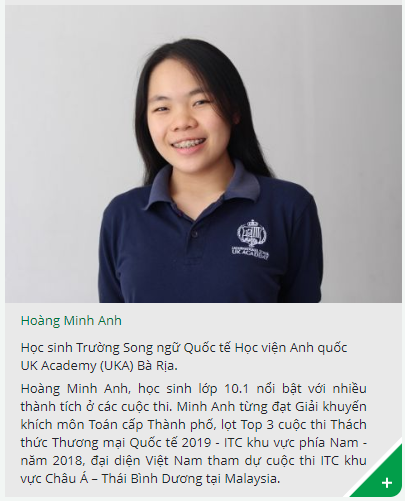 UK ACADEMY
Hoàng Minh Anh
Học sinh Trường Song ngữ Quốc tế Học viện Anh quốc
UK Academy (UKA) Bà Rịa.
Hoàng Minh Anh, học sinh lớp 10.1 nổi bật với nhiều
thành tích ở các cuộc thi. Minh Anh từng đạt Giải khuyến
khích môn Toán cấp Thành phố, lọt Top 3 cuộc thi Thách
thức Thương mại Quốc tế 2019 - ITC khu vực phía Nam -
năm 2018, đại diện Việt Nam tham dự cuộc thi ITC khu
vực Châu Á – Thái Bình Dương tại Malaysia.
+